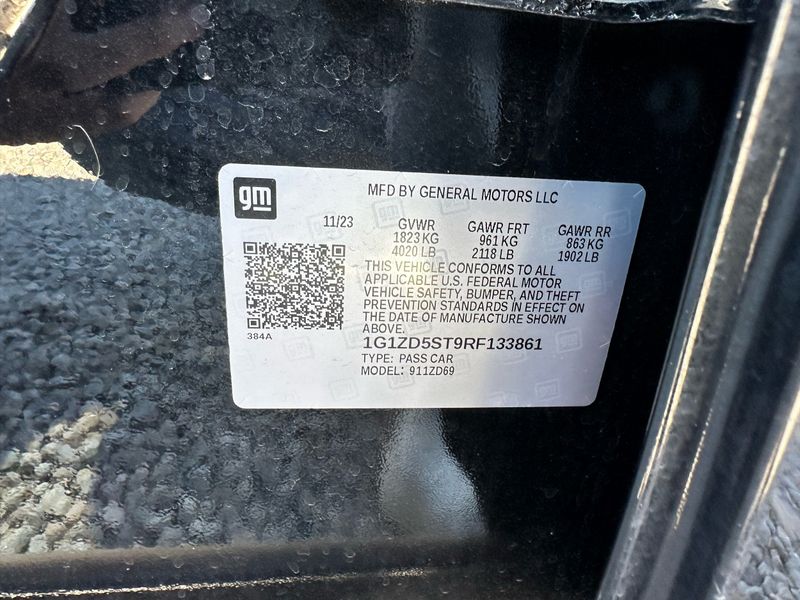 gm
MFD BY GENERAL MOTORS LLC
11/23 GVWR GAWR FRT GAWR RR
1823 KG 961 KG 863 KG
4020 LB 2118 LB 1902 LB
THIS VEHICLE CONFORMS TO ALL
APPLICABLE U.S. FEDERAL MOTOR
VEHICLE SAFETY, BUMPER, AND THEFT
PREVENTION STANDARDS IN EFFECT ON
THE DATE OF MANUFACTURE SHOWN
ABOVE.
384A
1G1ZD5ST9RF133861
TYPE: PASS CAR
MODEL: 911ZD69